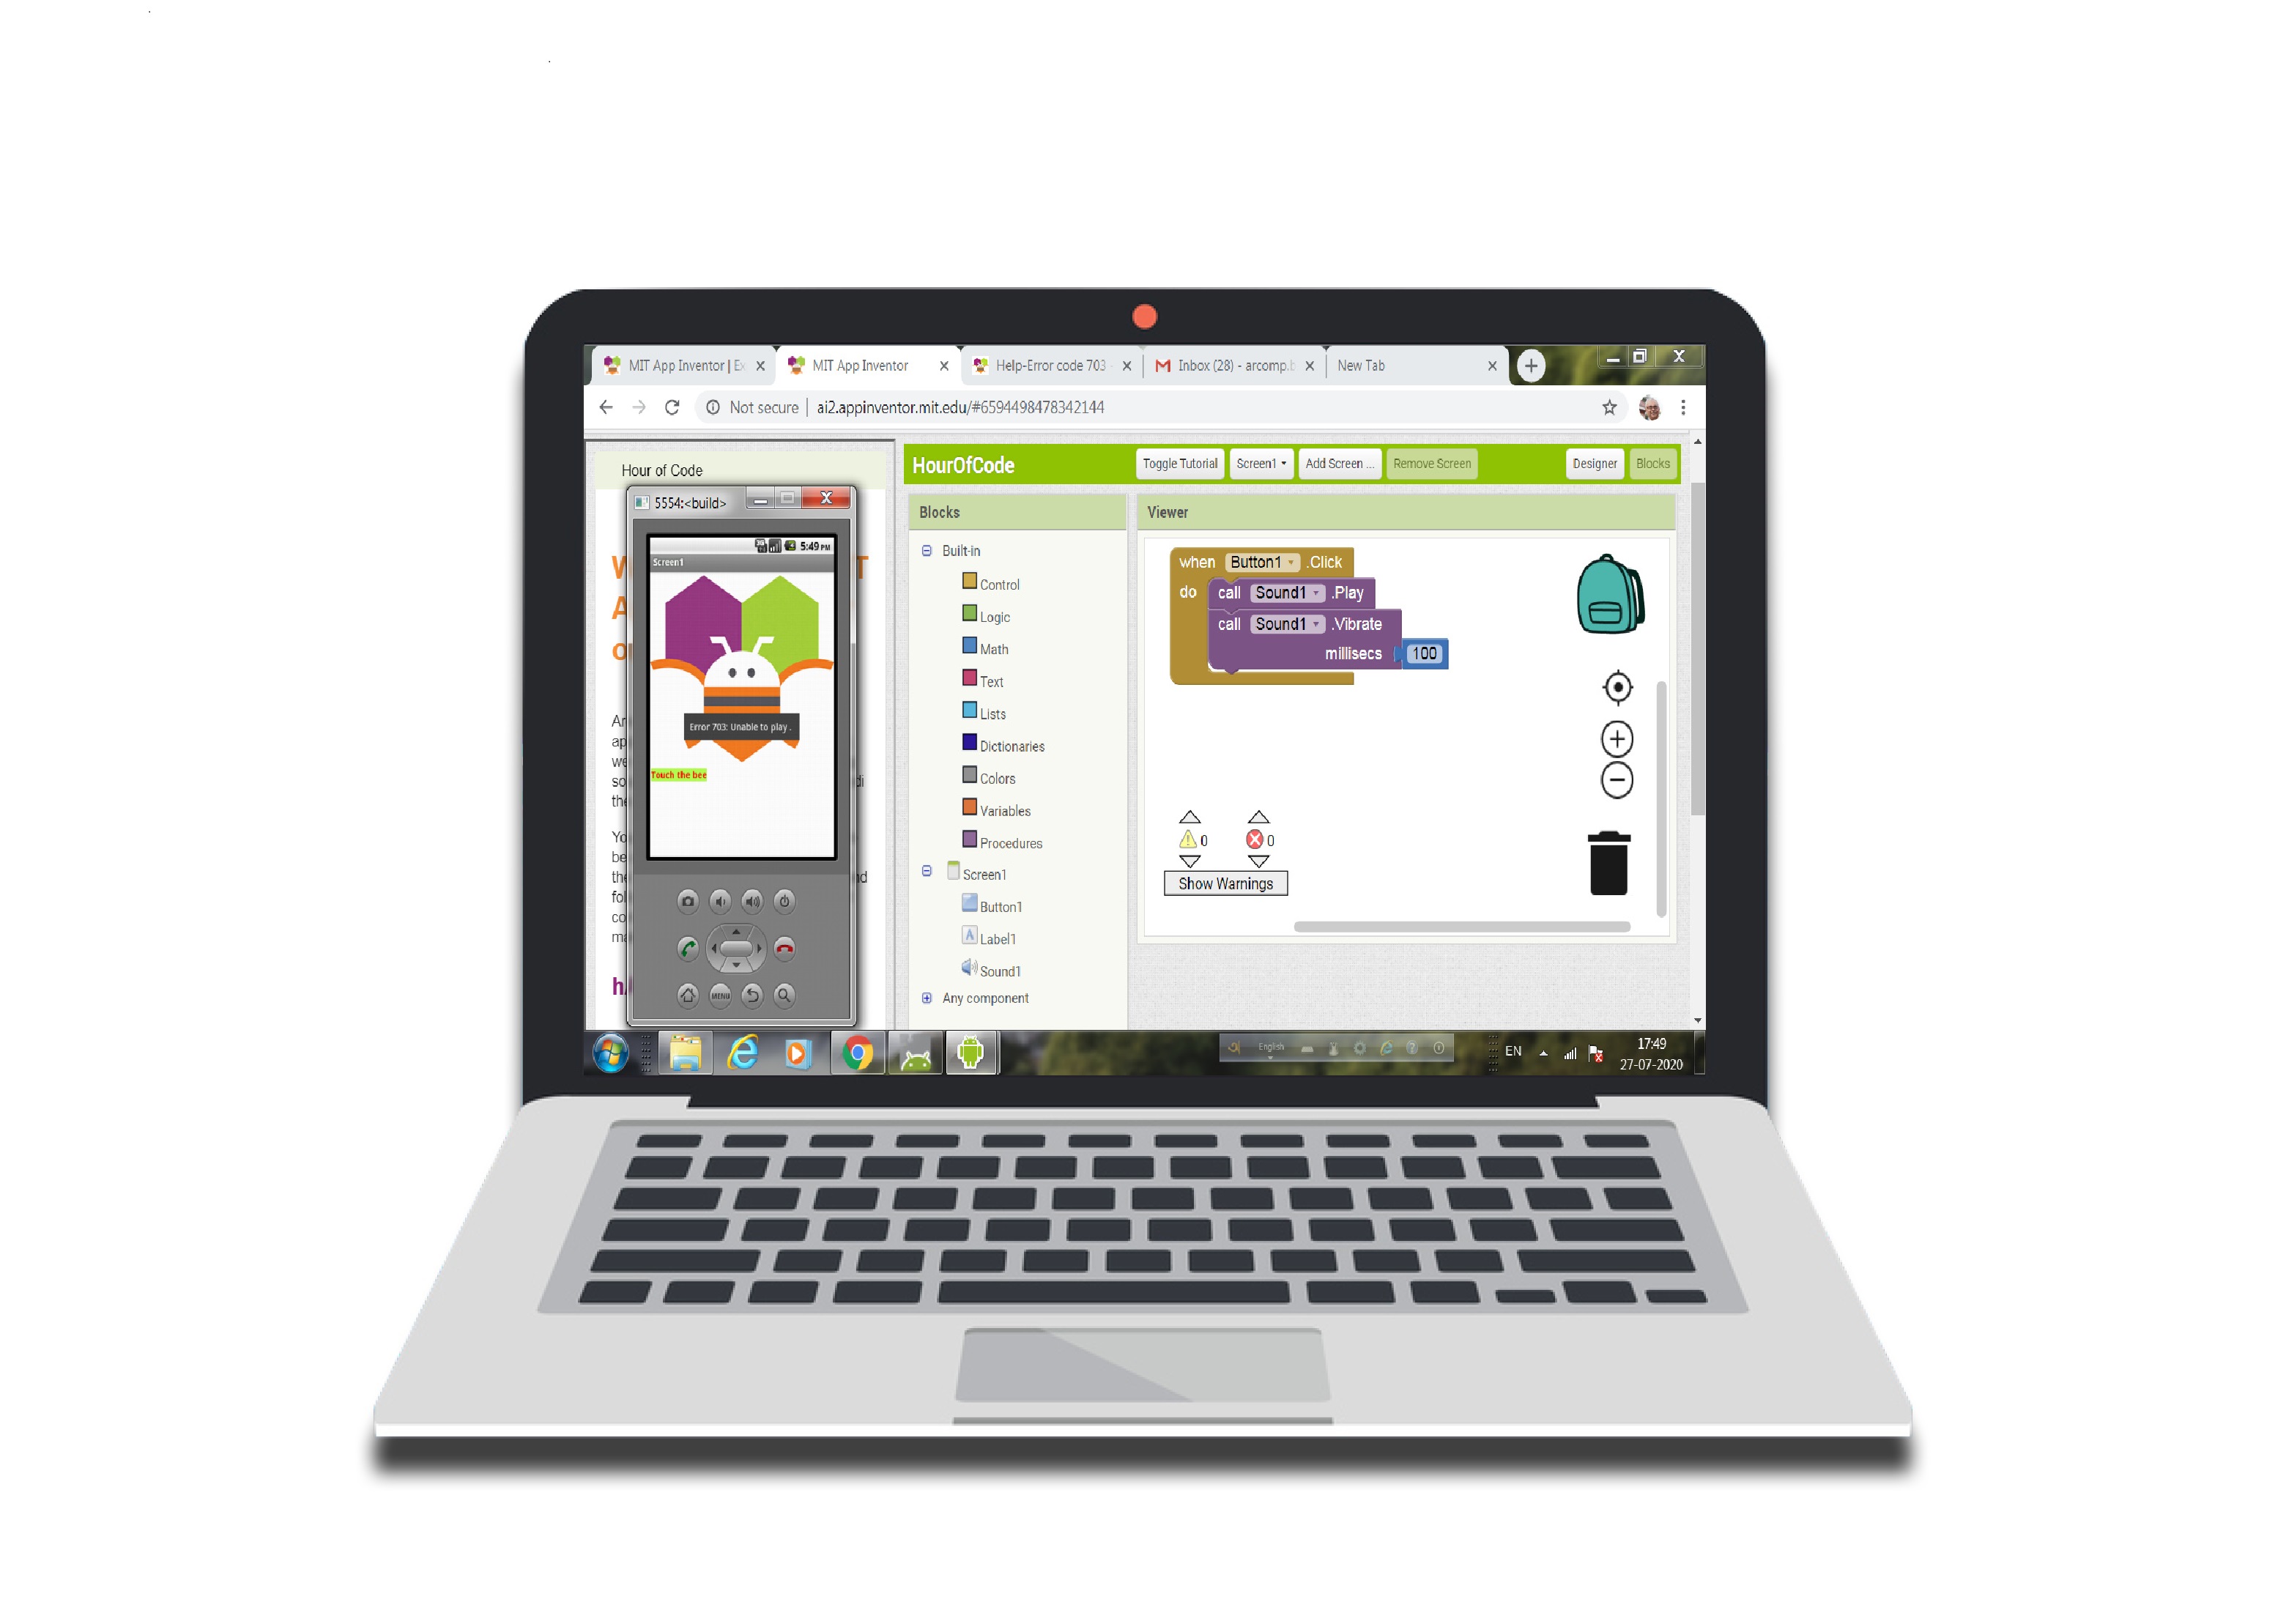 MIT App Inventor | Ex
MIT App Inventor
Help-Error code 703
Inbox (28) - arcomp.b
New Tab
Not secure | ai2.appinventor.mit.edu/#6594498478342144
Hour of Code
HourOfCode
Toggle Tutorial
Screen1
Add Screen ...
Remove Screen
Designer
Blocks
5554:<build>
5:49 PM
Screen1
Error 703: Unable to play .
Touch the bee
MENU
Blocks
Built-in
Control
Logic
Math
Text
Lists
Dictionaries
Colors
Variables
Procedures
Screen1
Button1
Label1
Sound1
Any component
Viewer
when Button1 .Click
do call Sound1 .Play
call Sound1 .Vibrate
millisecs 100
0 0
Show Warnings
English
EN
17:49
27-07-2020